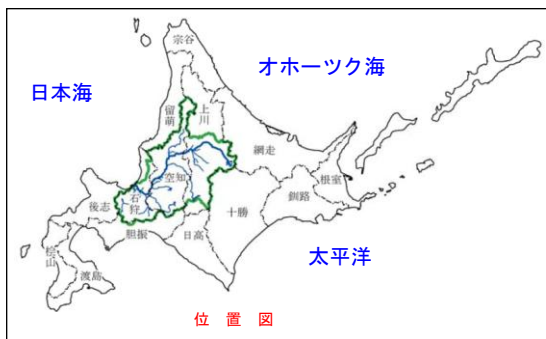 宗谷
オホーツク海
日本海
上川
留萌
網走
空知
根室
釧路
石狩
後志
十勝
胆振
日高
太平洋
桧山
渡島
位置図